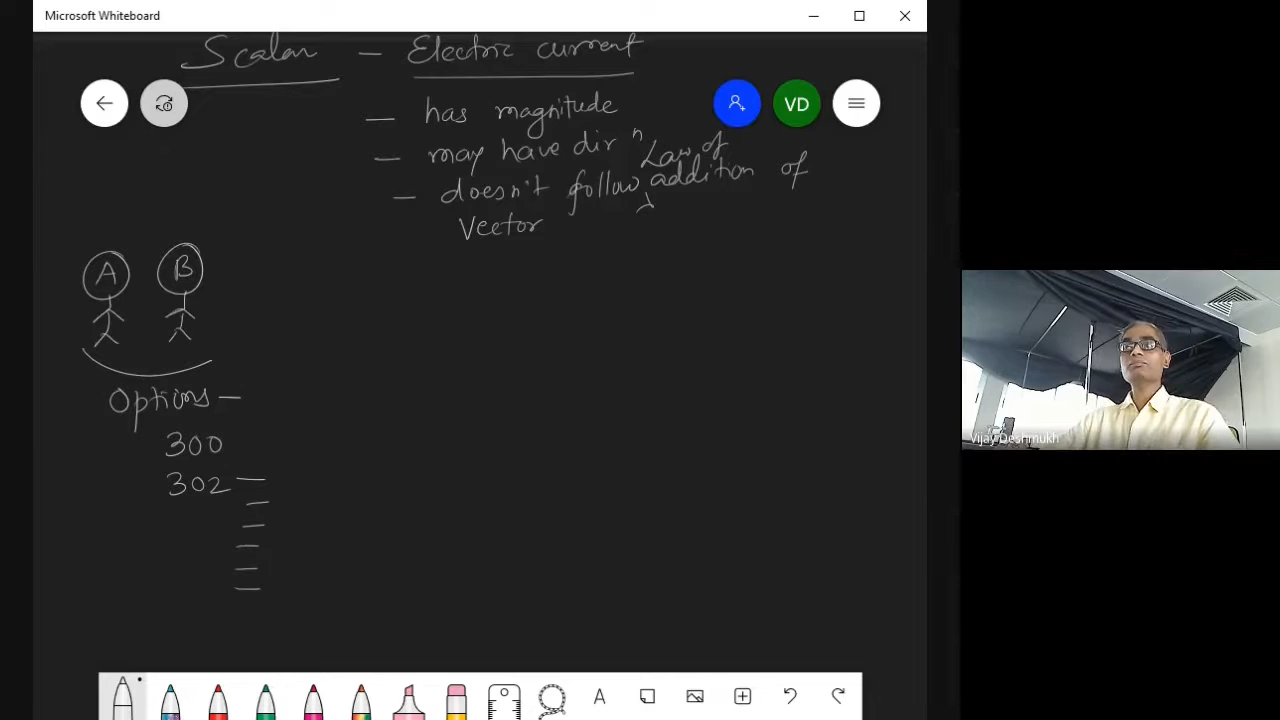 Microsoft Whiteboard
Scalar - Electric current
- has magnitude
- may have dirⁿ
- doesn't follow Law of addition of
Vector
VD
A B
Options -
300
302 -
Vijay Deshmukh
A